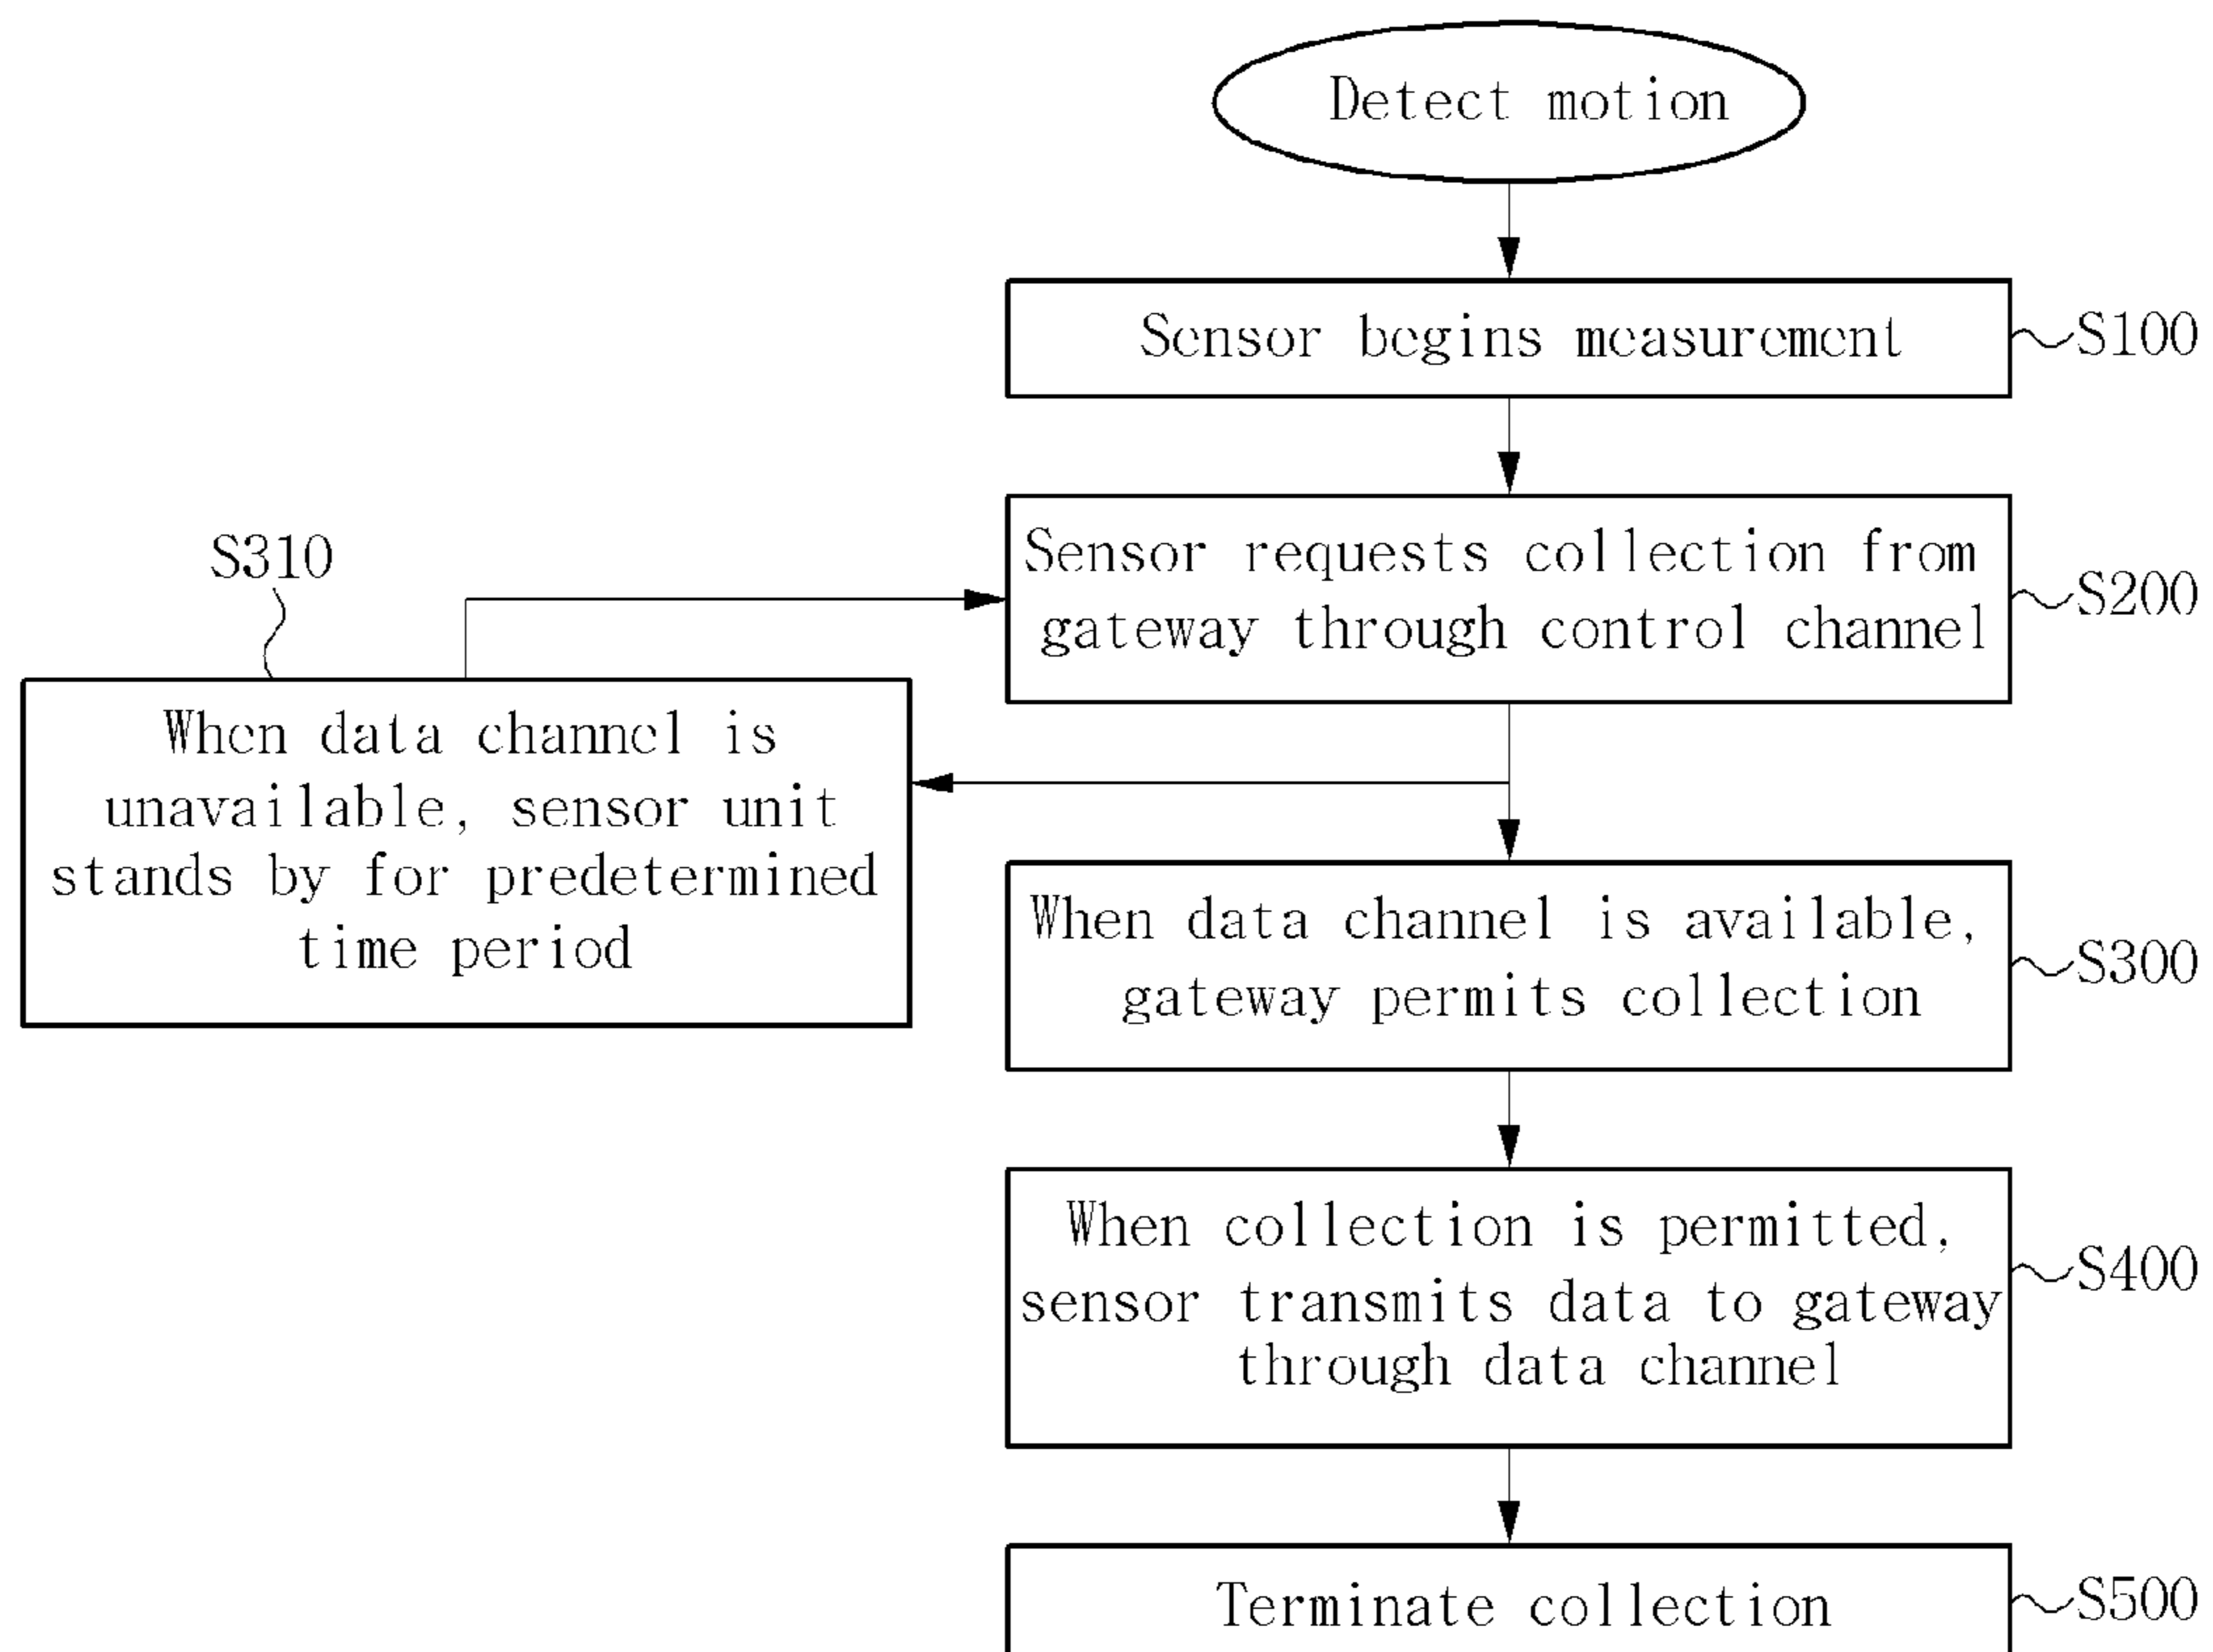 Detect motion
Sensor begins measurement
S100
Sensor requests collection from
gateway through control channel
S200
S310
When data channel is
unavailable, sensor unit
stands by for predetermined
time period
When data channel is available,
gateway permits collection
S300
When collection is permitted,
sensor transmits data to gateway
through data channel
S400
Terminate collection
S500